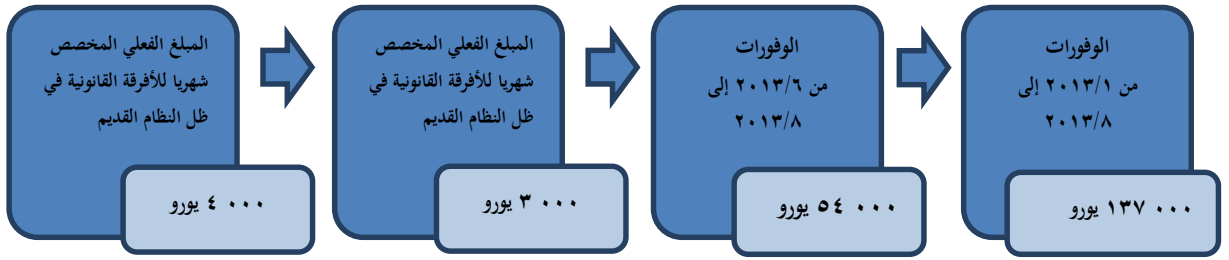 المبلغ الفعلي المخصص
شهريا للأفرقة القانونية في
ظل النظام القديم
٤ ٠٠٠ يورو
المبلغ الفعلي المخصص
شهريا للأفرقة القانونية في
ظل النظام القديم
٣ ٠٠٠ يورو
الوفورات
من ٢٠١٣/٦ إلى
٢٠١٣/٨
٥٤ ٠٠٠ يورو
الوفورات
من ٢٠١٣/١ إلى
٢٠١٣/٨
١٣٧ ٠٠٠ يورو